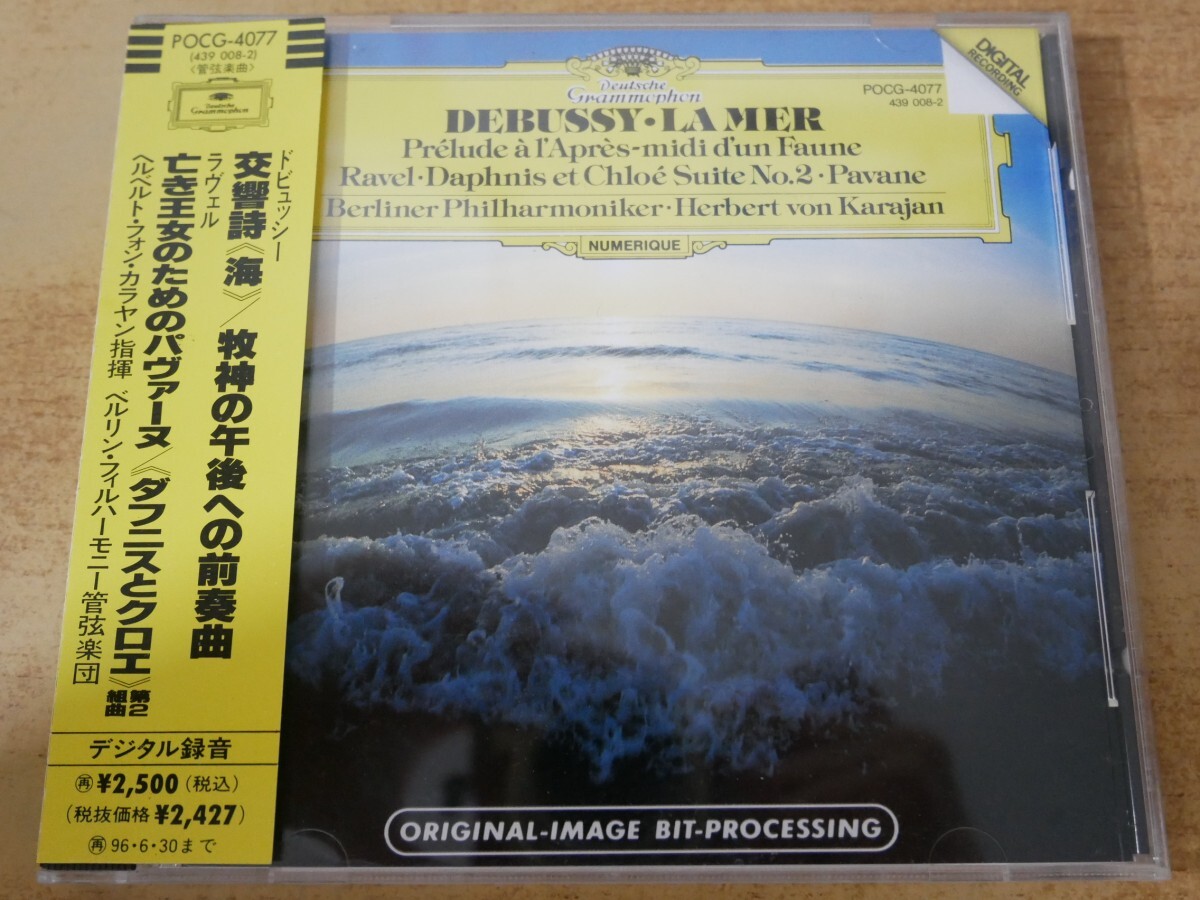 POCG-4077
(439 008-2)
〈管弦楽曲〉
Deutsche
Grammophon
ドビュッシー
交響詩《海》/牧神の午後への前奏曲
ラヴェル
亡き王女のためのパヴァーヌ/《ダフニスとクロエ》第2組曲
ヘルベルト・フォン・カラヤン指揮 ベルリン・フィルハーモニー管弦楽団
デジタル録音
再 ¥2,500(税込)
(税抜価格¥2,427)
再 96・6・30まで
Deutsche
Grammophon
DIGITAL
RECORDING
POCG-4077
439 008-2
DEBUSSY・LA MER
Prélude à l'Après-midi d'un Faune
Ravel・Daphnis et Chloé Suite No.2・Pavane
Berliner Philharmoniker・Herbert von Karajan
NUMERIQUE
ORIGINAL-IMAGE BIT-PROCESSING